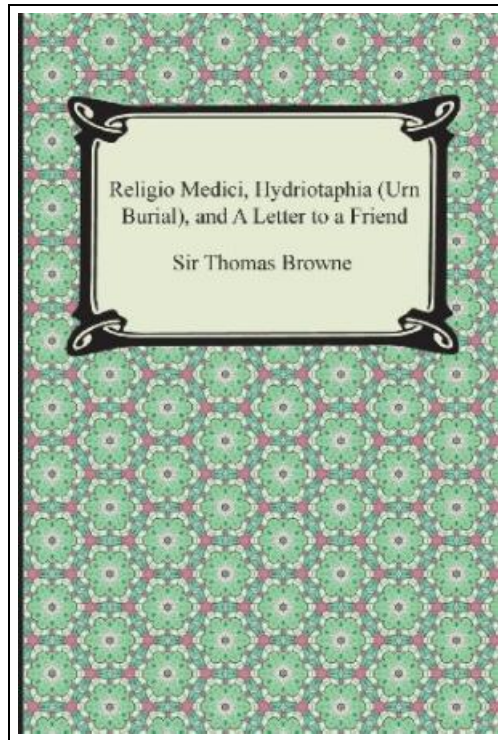 Religio Medici, Hydriotaphia (Urn
Burial), and A Letter to a Friend
Sir Thomas Browne